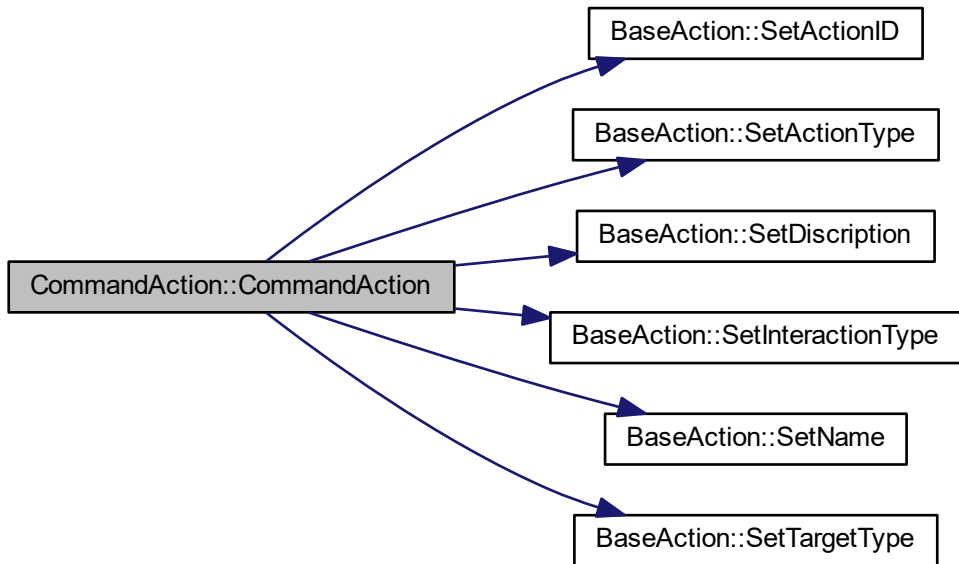 BaseAction::SetActionID
BaseAction::SetActionType
BaseAction::SetDiscription
CommandAction::CommandAction
BaseAction::SetInteractionType
BaseAction::SetName
BaseAction::SetTargetType